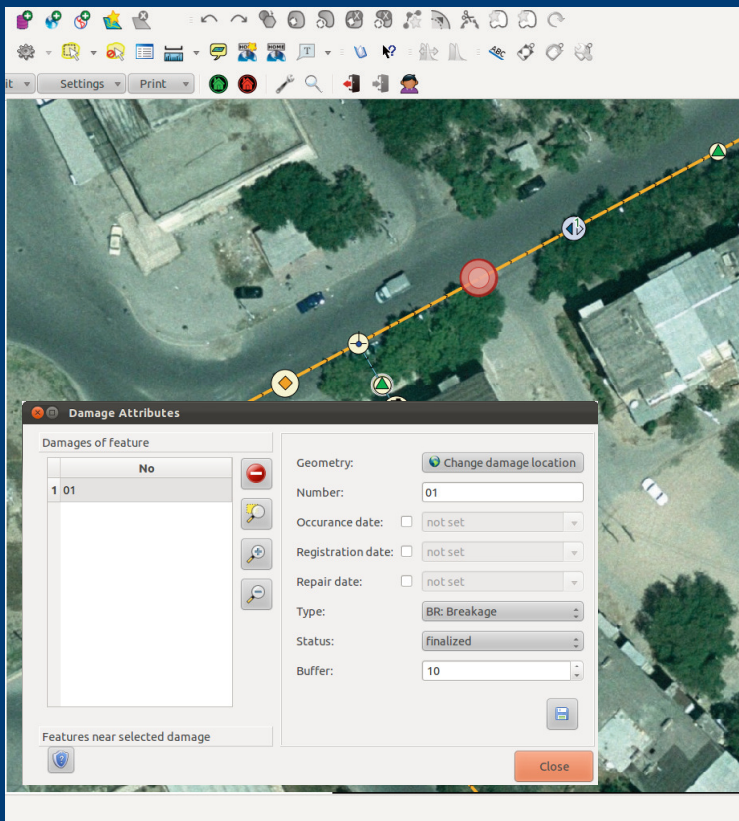 it Settings Print
1
Damage Attributes
Damages of feature
No
1 01
Geometry: Change damage location
Number: 01
Occurance date: not set
Registration date: not set
Repair date: not set
Type: BR: Breakage
Status: finalized
Buffer: 10
Features near selected damage
Close